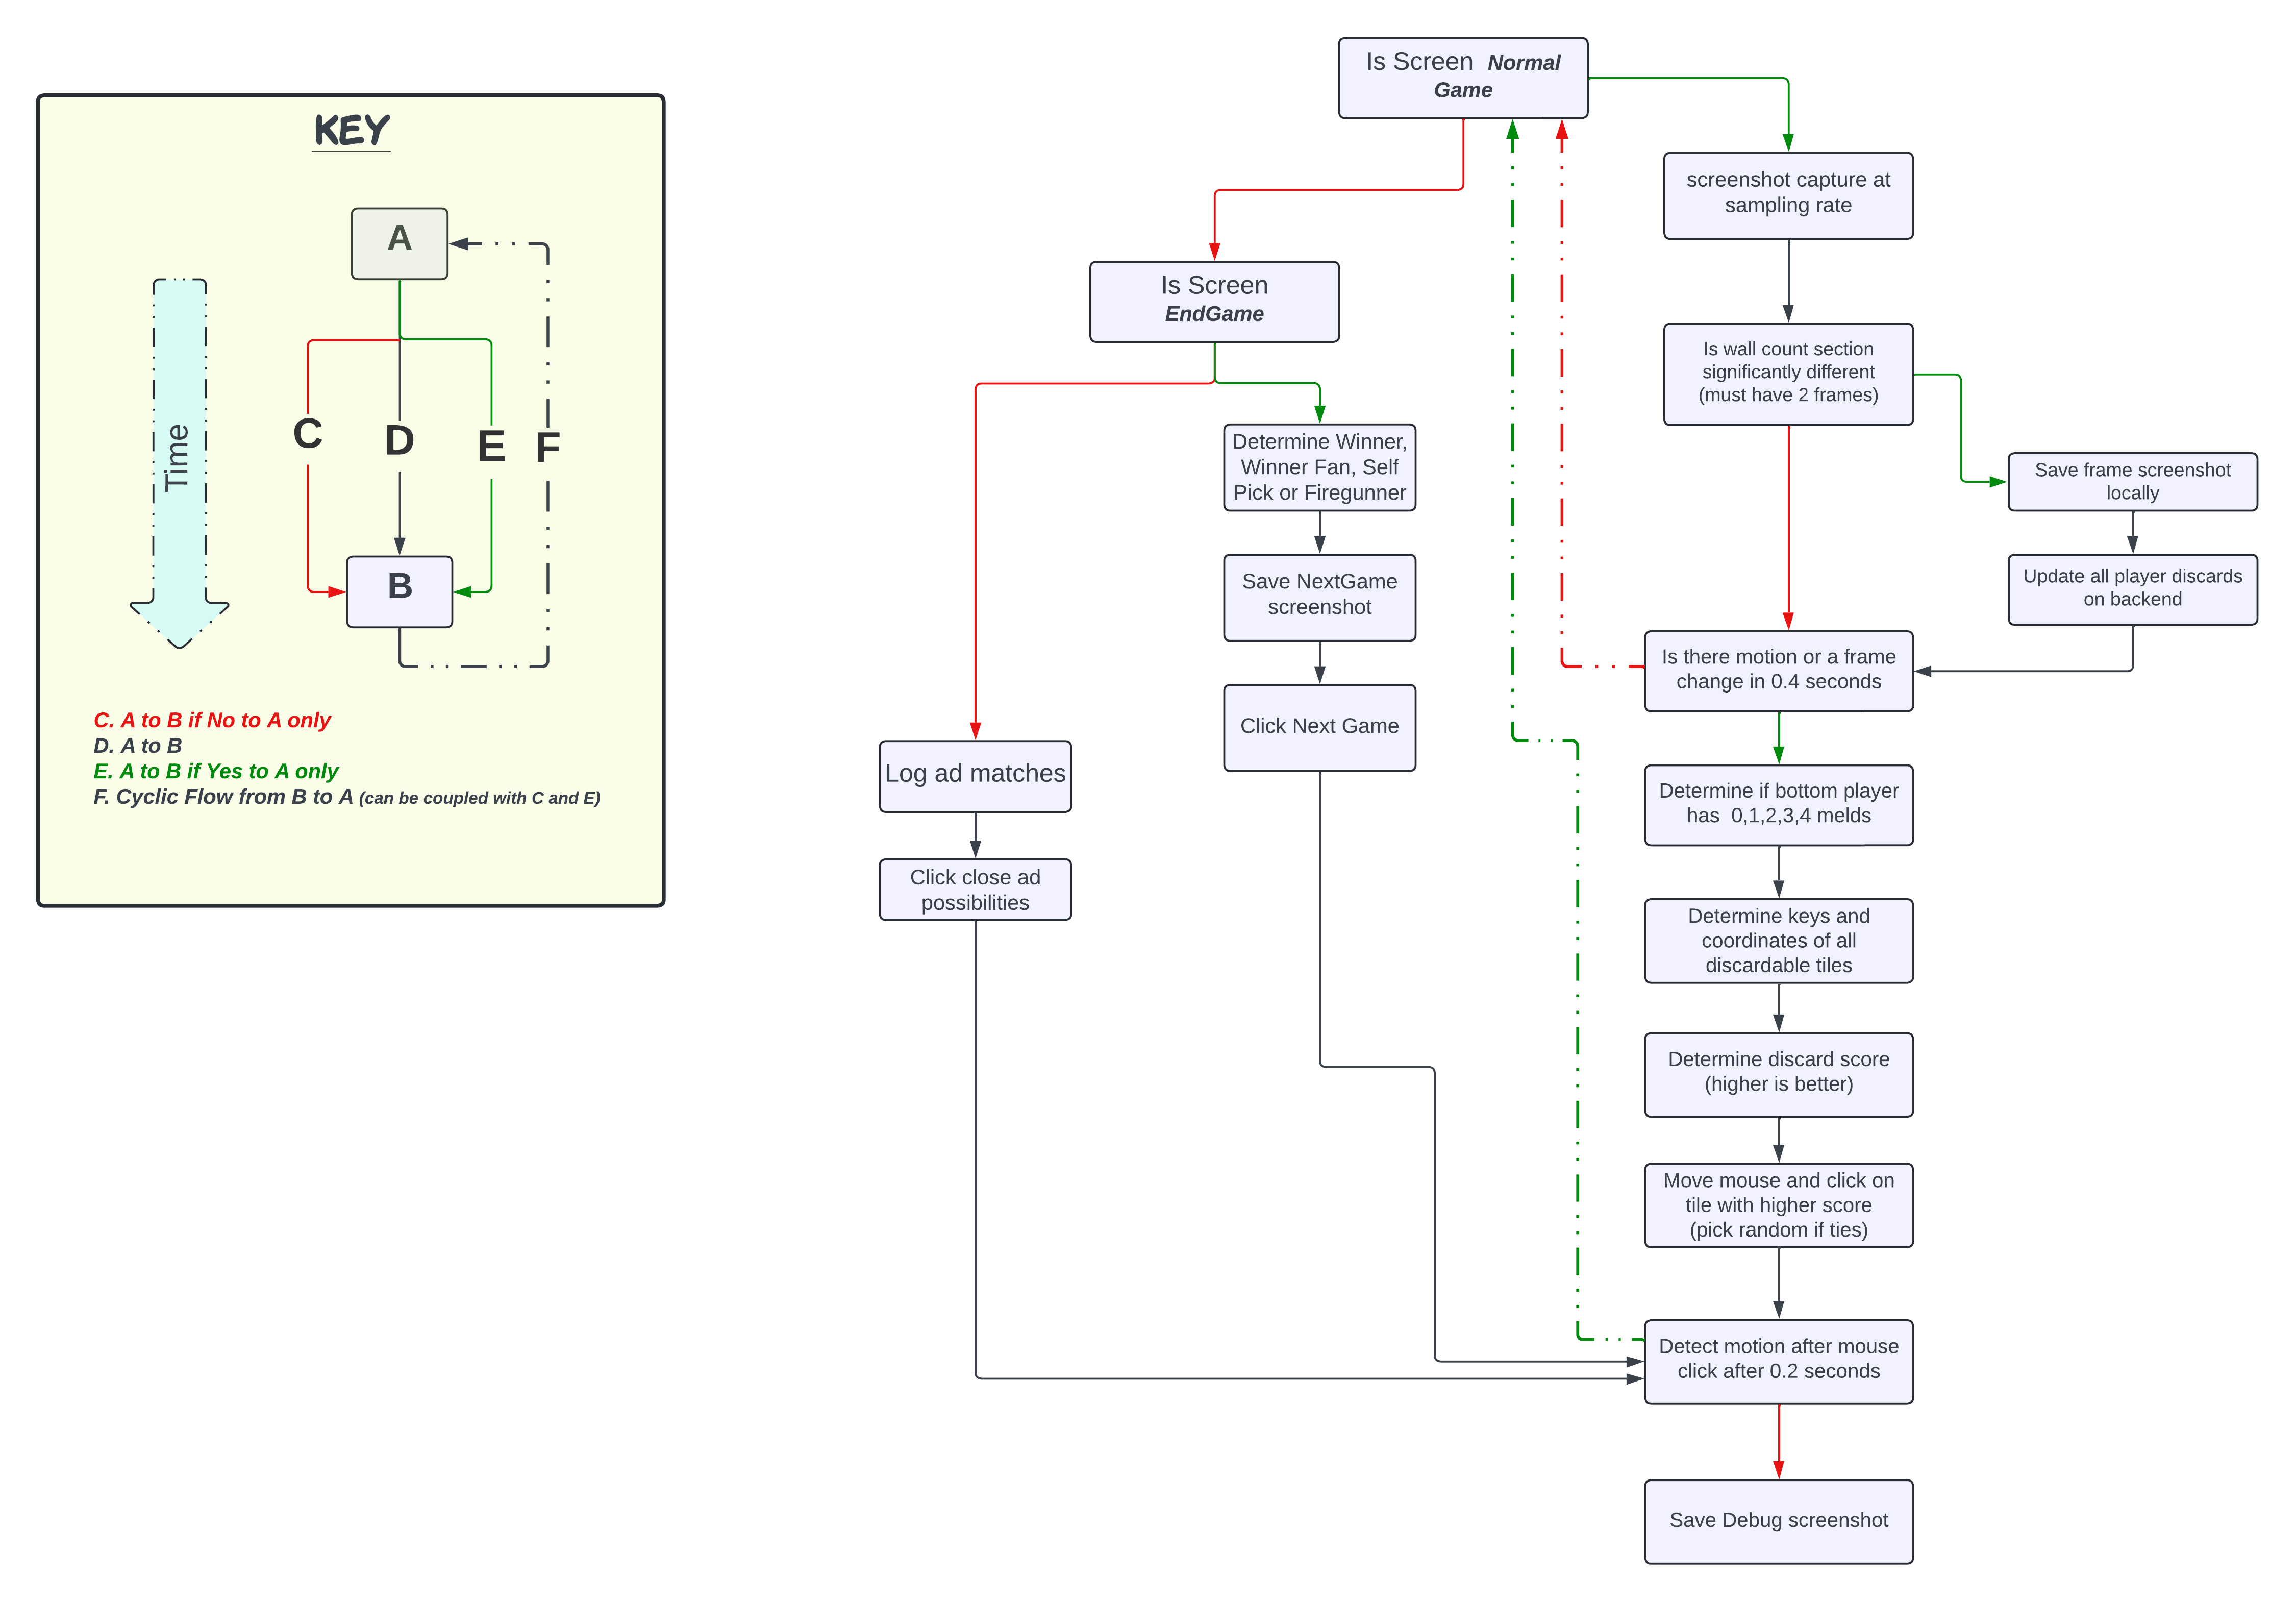 KEY
A
Time
C
D
E
F
B
C. A to B if No to A only
D. A to B
E. A to B if Yes to A only
F. Cyclic Flow from B to A (can be coupled with C and E)
Is Screen Normal
Game
screenshot capture at
sampling rate
Is Screen
EndGame
Is wall count section
significantly different
(must have 2 frames)
Determine Winner,
Winner Fan, Self
Pick or Firegunner
Save frame screenshot
locally
Save NextGame
screenshot
Update all player discards
on backend
Is there motion or a frame
change in 0.4 seconds
Click Next Game
Log ad matches
Determine if bottom player
has 0,1,2,3,4 melds
Click close ad
possibilities
Determine keys and
coordinates of all
discardable tiles
Determine discard score
(higher is better)
Move mouse and click on
tile with higher score
(pick random if ties)
Detect motion after mouse
click after 0.2 seconds
Save Debug screenshot